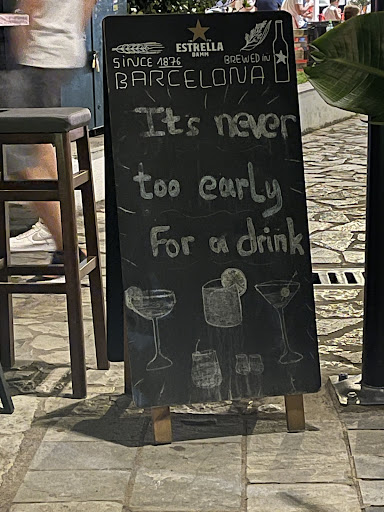 ESTRELLA
DAMM
SINCE 1876 BREWED in
BARCELONA
It's never
too early
For a drink